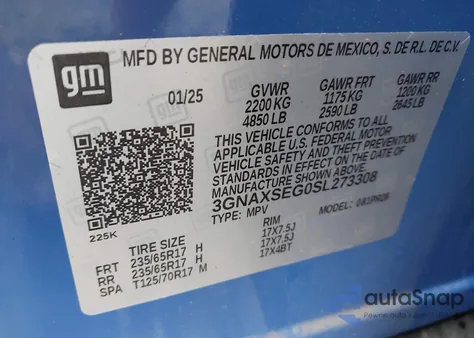 gm
MFD BY GENERAL MOTORS DE MEXICO, S. DE R.L. DE C.V.
01/25 GVWR GAWR FRT GAWR RR
2200 KG 1175 KG 1200 KG
4850 LB 2590 LB 2645 LB
THIS VEHICLE CONFORMS TO ALL
APPLICABLE U.S. FEDERAL MOTOR
VEHICLE SAFETY AND THEFT PREVENTION
STANDARDS IN EFFECT ON THE DATE OF
MANUFACTURE SHOWN ABOVE.
3GNAXSEG0SL273308
TYPE: MPV MODEL:
225K
TIRE SIZE RIM
FRT 235/65R17 H 17X7.5J
RR 235/65R17 H 17X7.5J
SPA T125/70R17 M 17X4BT
autoSnap